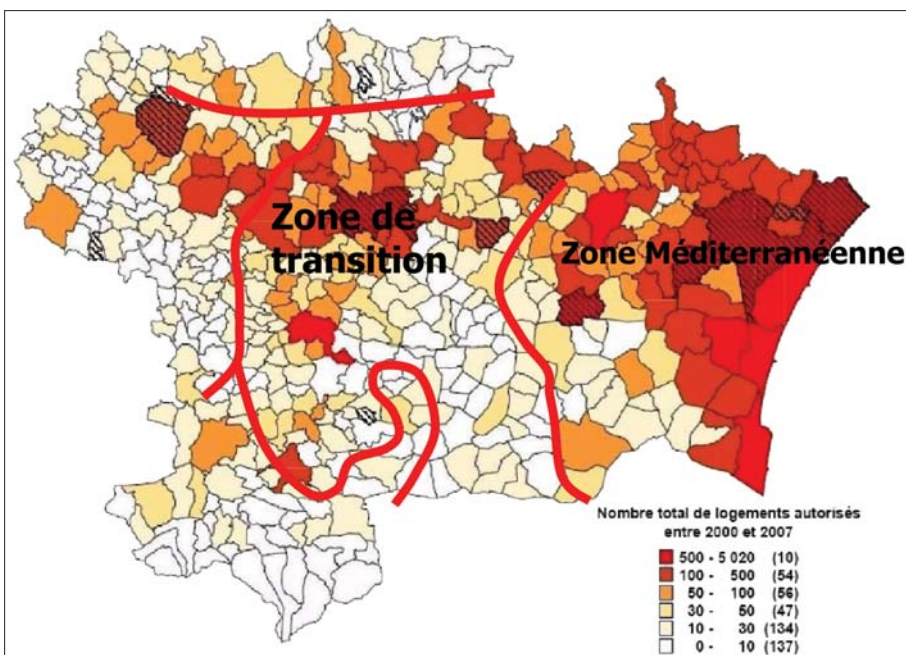 Zone de
transition
Zone Méditerranéenne
Nombre total de logements autorisés
entre 2000 et 2007
500 - 5 020 (10)
100 - 500 (54)
50 - 100 (56)
30 - 50 (47)
10 - 30 (134)
0 - 10 (137)